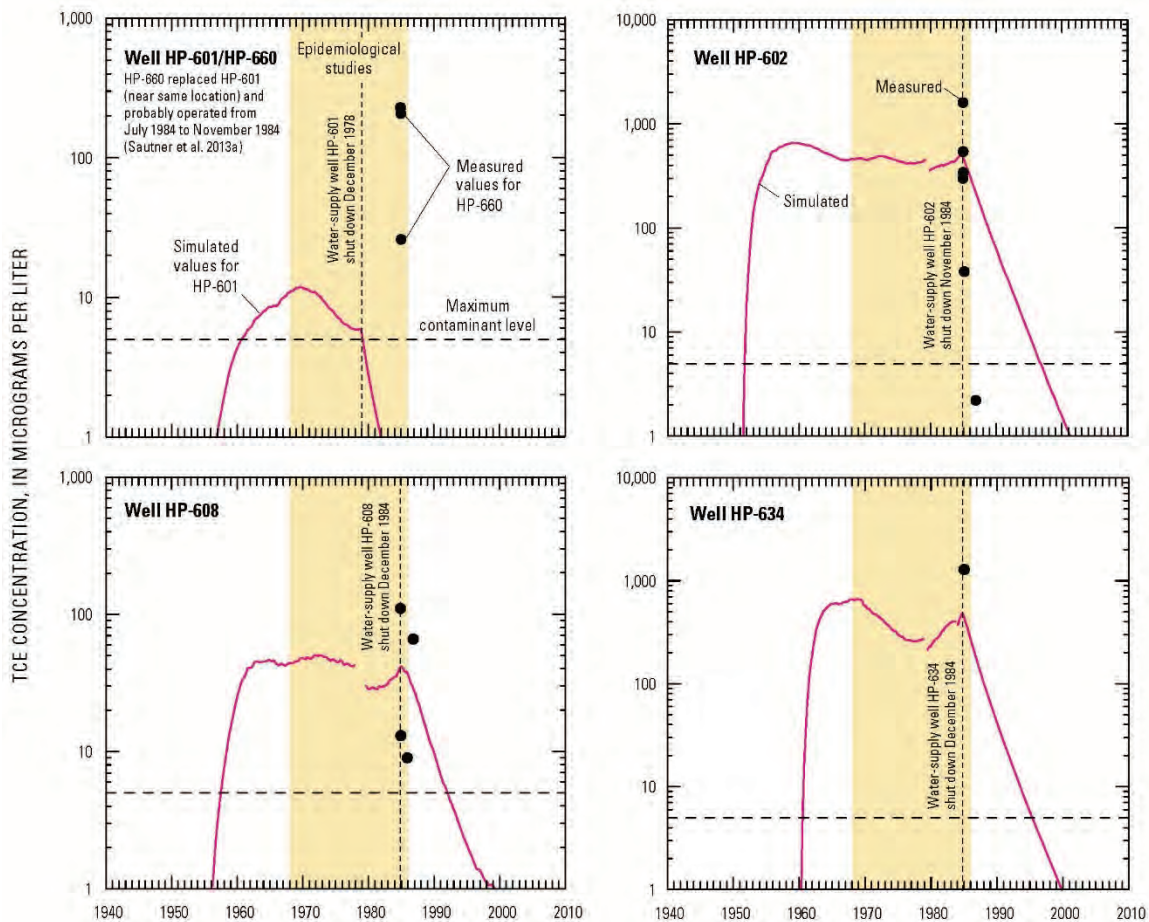 TCE CONCENTRATION, IN MICROGRAMS PER LITER
1,000
100
10
1
Well HP-601/HP-660
HP-660 replaced HP-601
(near same location) and
probably operated from
July 1984 to November 1984
(Sautner et al. 2013a)
Epidemiological
studies
Water-supply well HP-601
shut down December 1978
Measured
values for
HP-660
Simulated
values for
HP-601
Maximum
contaminant level
10,000
1,000
100
10
1
Well HP-602
Measured
Simulated
Water-supply well HP-602
shut down November 1984
1,000
100
10
1
Well HP-608
Water-supply well HP-608
shut down December 1984
1940 1950 1960 1970 1980 1990 2000 2010
10,000
1,000
100
10
1
Well HP-634
Water-supply well HP-634
shut down December 1984
1940 1950 1960 1970 1980 1990 2000 2010